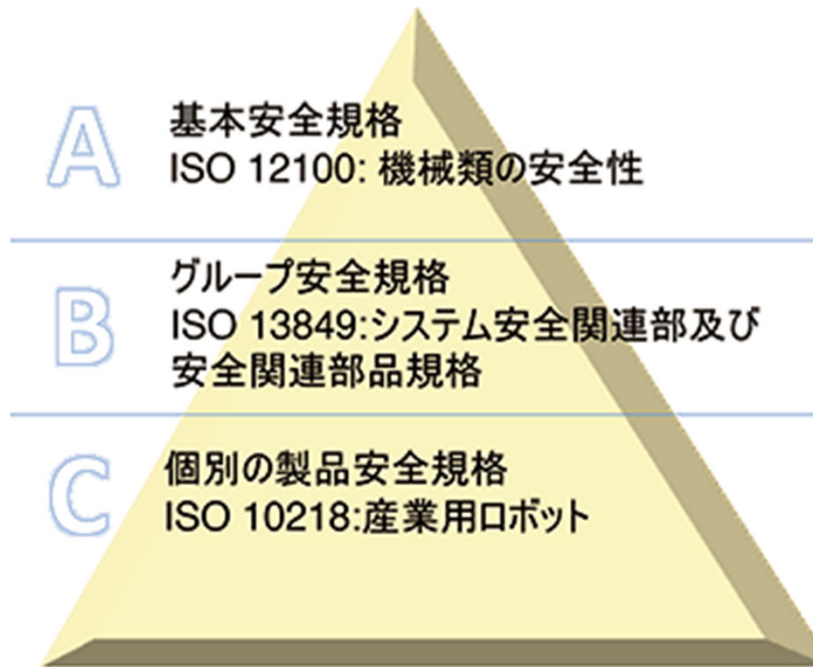 A
基本安全規格
ISO 12100: 機械類の安全性
B
グループ安全規格
ISO 13849:システム安全関連部及び
安全関連部品規格
C
個別の製品安全規格
ISO 10218:産業用ロボット